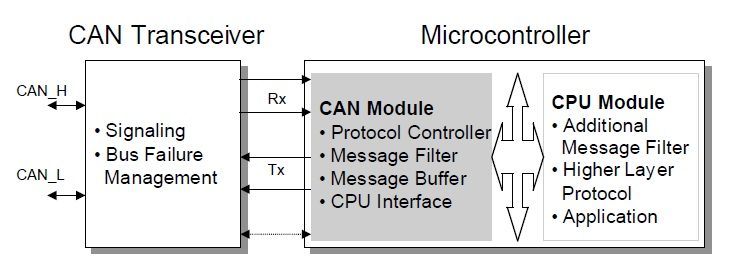 CAN Transceiver
Microcontroller
CAN_H
CAN_L
• Signaling
• Bus Failure
Management
Rx
Tx
CAN Module
• Protocol Controller
• Message Filter
• Message Buffer
• CPU Interface
CPU Module
• Additional
Message Filter
• Higher Layer
Protocol
• Application